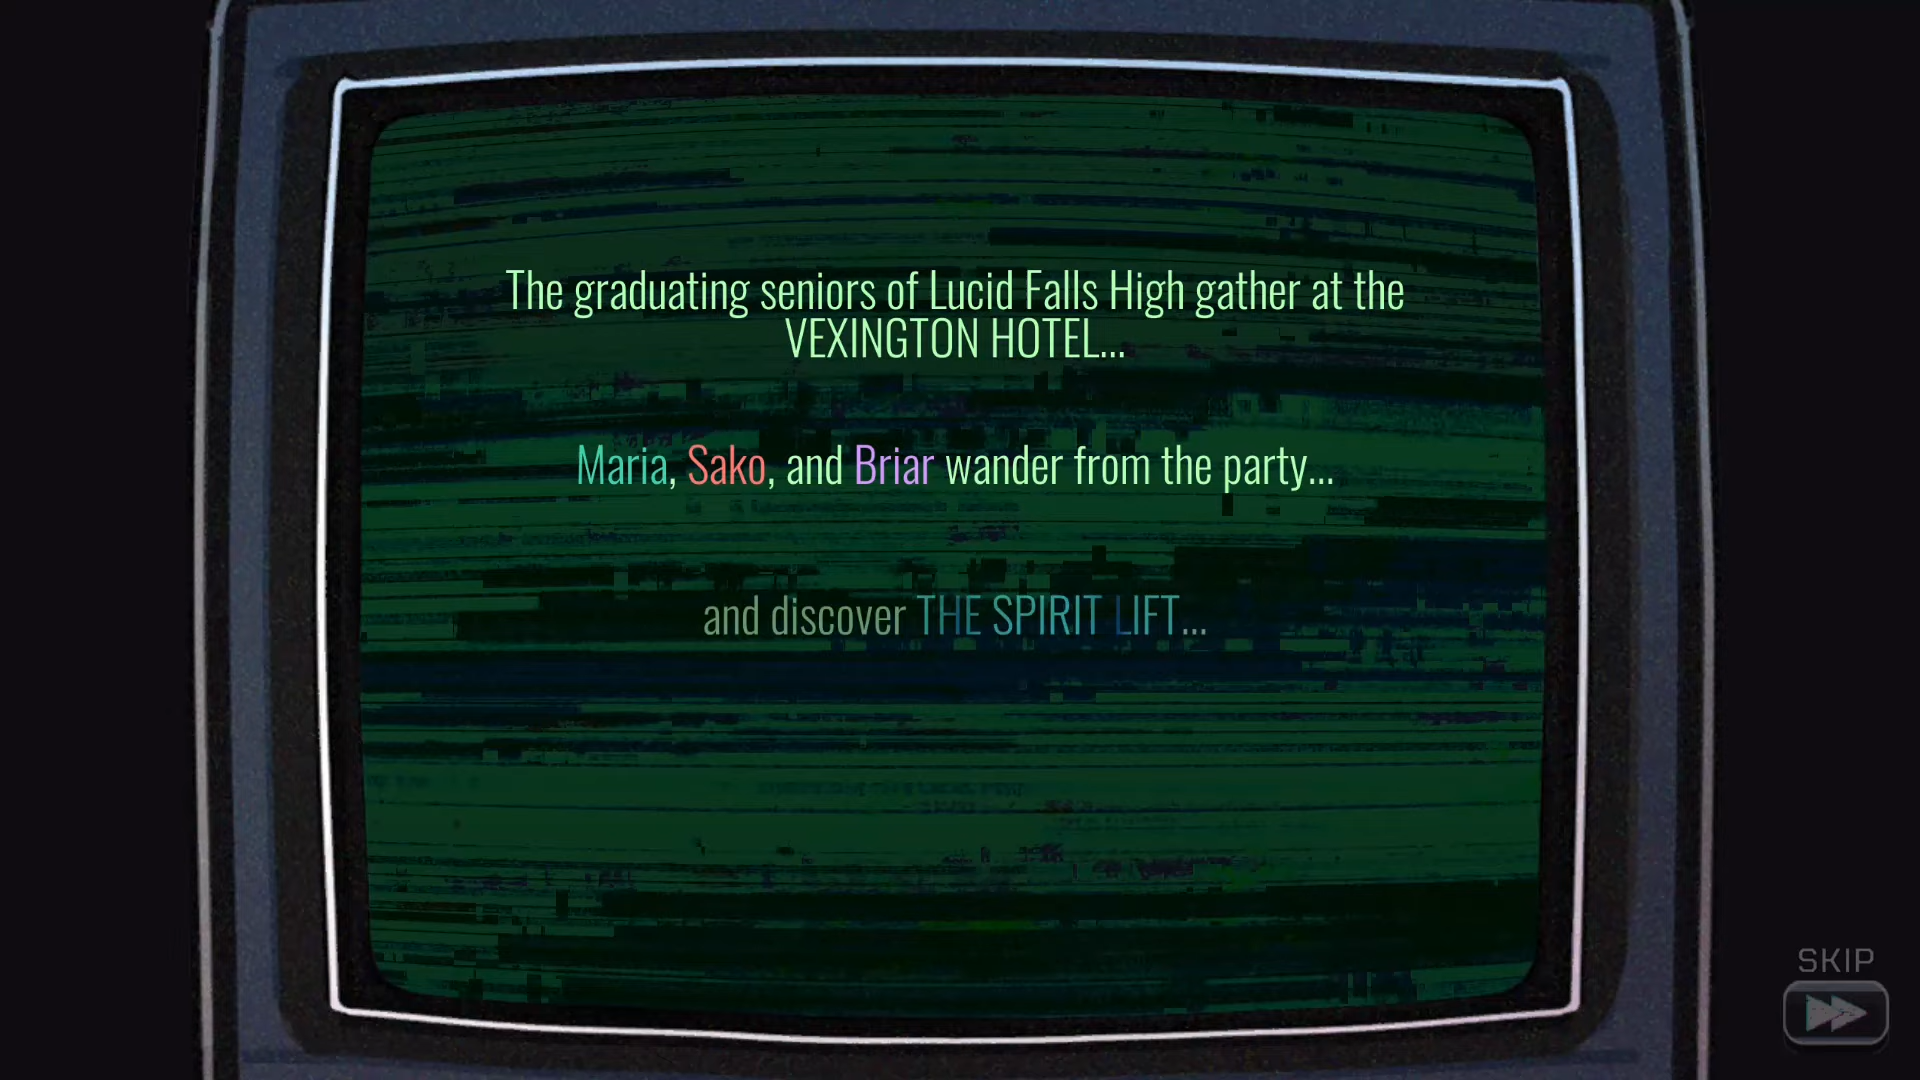 The graduating seniors of Lucid Falls High gather at the
VEXINGTON HOTEL...
Maria, Sako, and Briar wander from the party...
and discover THE SPIRIT LIFT...
SKIP